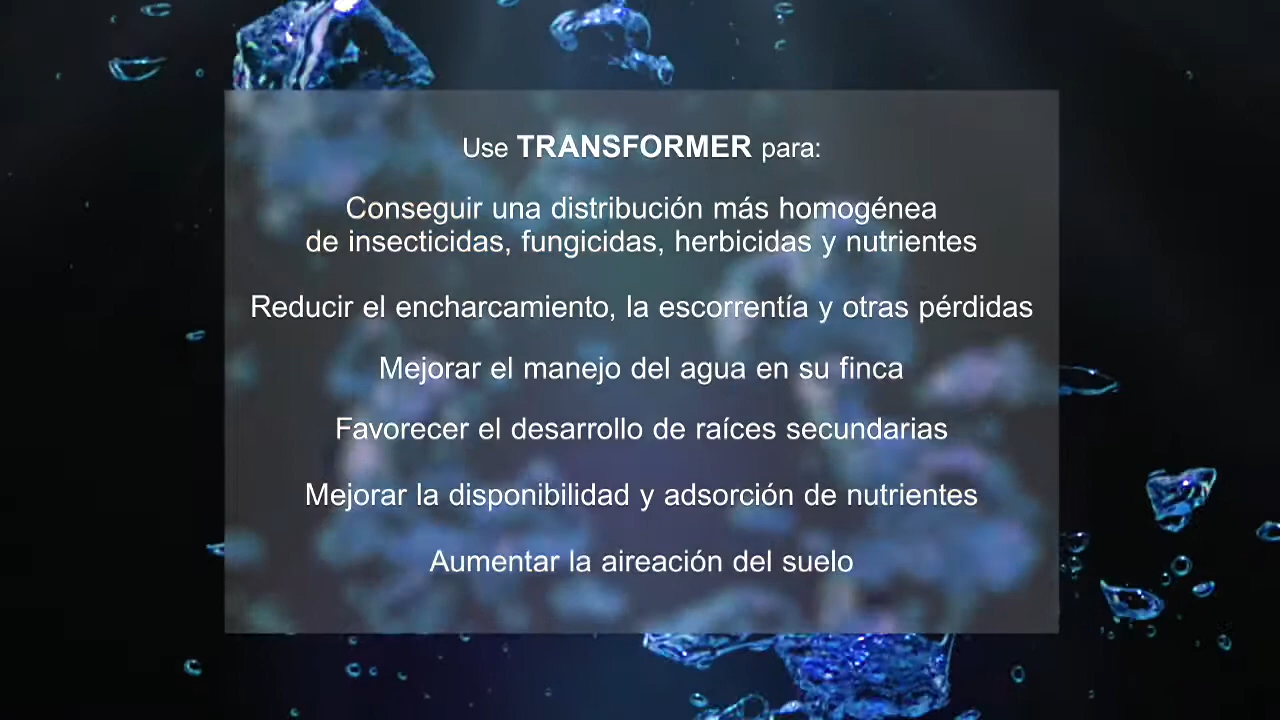 Use TRANSFORMER para:
Conseguir una distribución más homogénea
de insecticidas, fungicidas, herbicidas y nutrientes
Reducir el encharcamiento, la escorrentía y otras pérdidas
Mejorar el manejo del agua en su finca
Favorecer el desarrollo de raíces secundarias
Mejorar la disponibilidad y adsorción de nutrientes
Aumentar la aireación del suelo